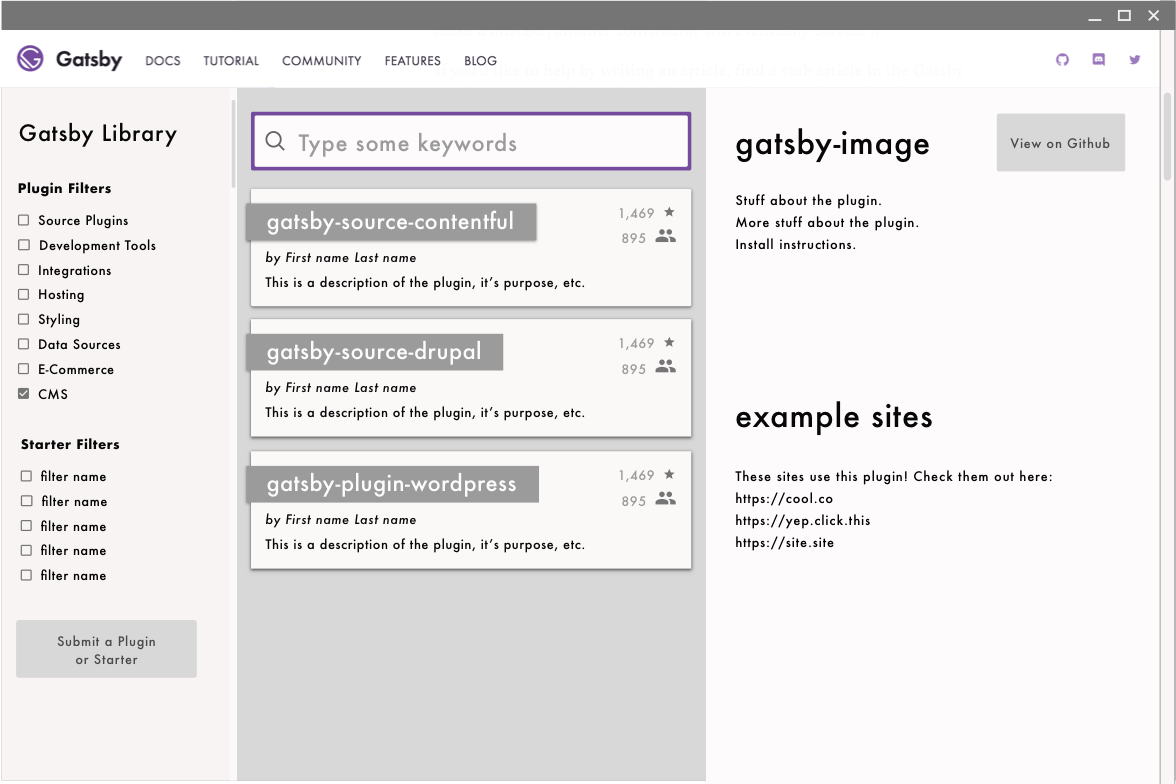 Gatsby DOCS TUTORIAL COMMUNITY FEATURES BLOG
Gatsby Library
Plugin Filters
Source Plugins
Development Tools
Integrations
Hosting
Styling
Data Sources
E-Commerce
CMS
Starter Filters
filter name
filter name
filter name
filter name
filter name
Submit a Plugin
or Starter
Type some keywords
gatsby-source-contentful
1,469
895
by First name Last name
This is a description of the plugin, it’s purpose, etc.
gatsby-source-drupal
1,469
895
by First name Last name
This is a description of the plugin, it’s purpose, etc.
gatsby-plugin-wordpress
1,469
895
by First name Last name
This is a description of the plugin, it’s purpose, etc.
gatsby-image
View on Github
Stuff about the plugin.
More stuff about the plugin.
Install instructions.
example sites
These sites use this plugin! Check them out here:
https://cool.co
https://yep.click.this
https://site.site